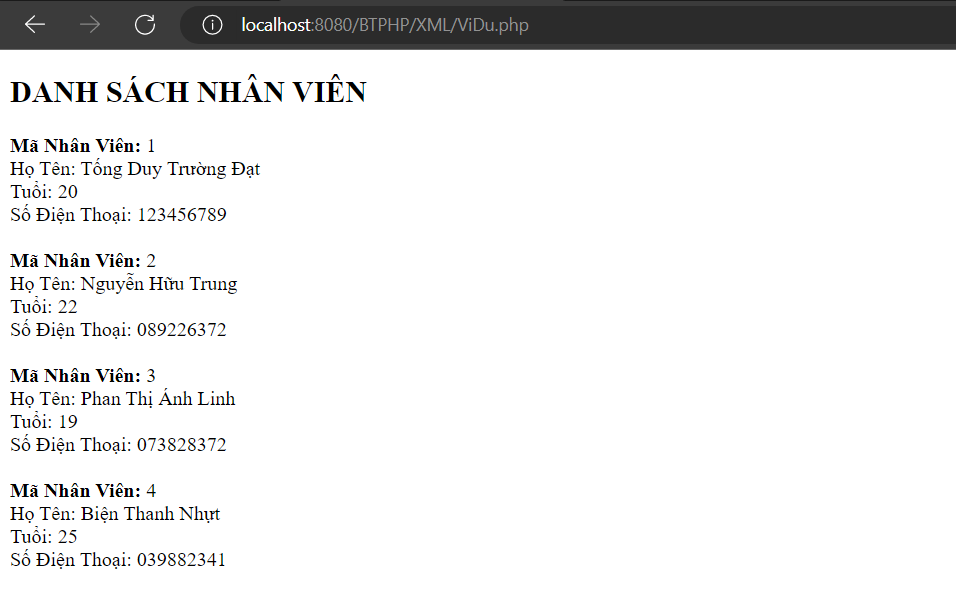 localhost:8080/BTPHP/XML/ViDu.php
DANH SÁCH NHÂN VIÊN
Mã Nhân Viên: 1
Họ Tên: Tống Duy Trường Đạt
Tuổi: 20
Số Điện Thoại: 123456789
Mã Nhân Viên: 2
Họ Tên: Nguyễn Hữu Trung
Tuổi: 22
Số Điện Thoại: 089226372
Mã Nhân Viên: 3
Họ Tên: Phan Thị Ánh Linh
Tuổi: 19
Số Điện Thoại: 073828372
Mã Nhân Viên: 4
Họ Tên: Biện Thanh Nhựt
Tuổi: 25
Số Điện Thoại: 039882341